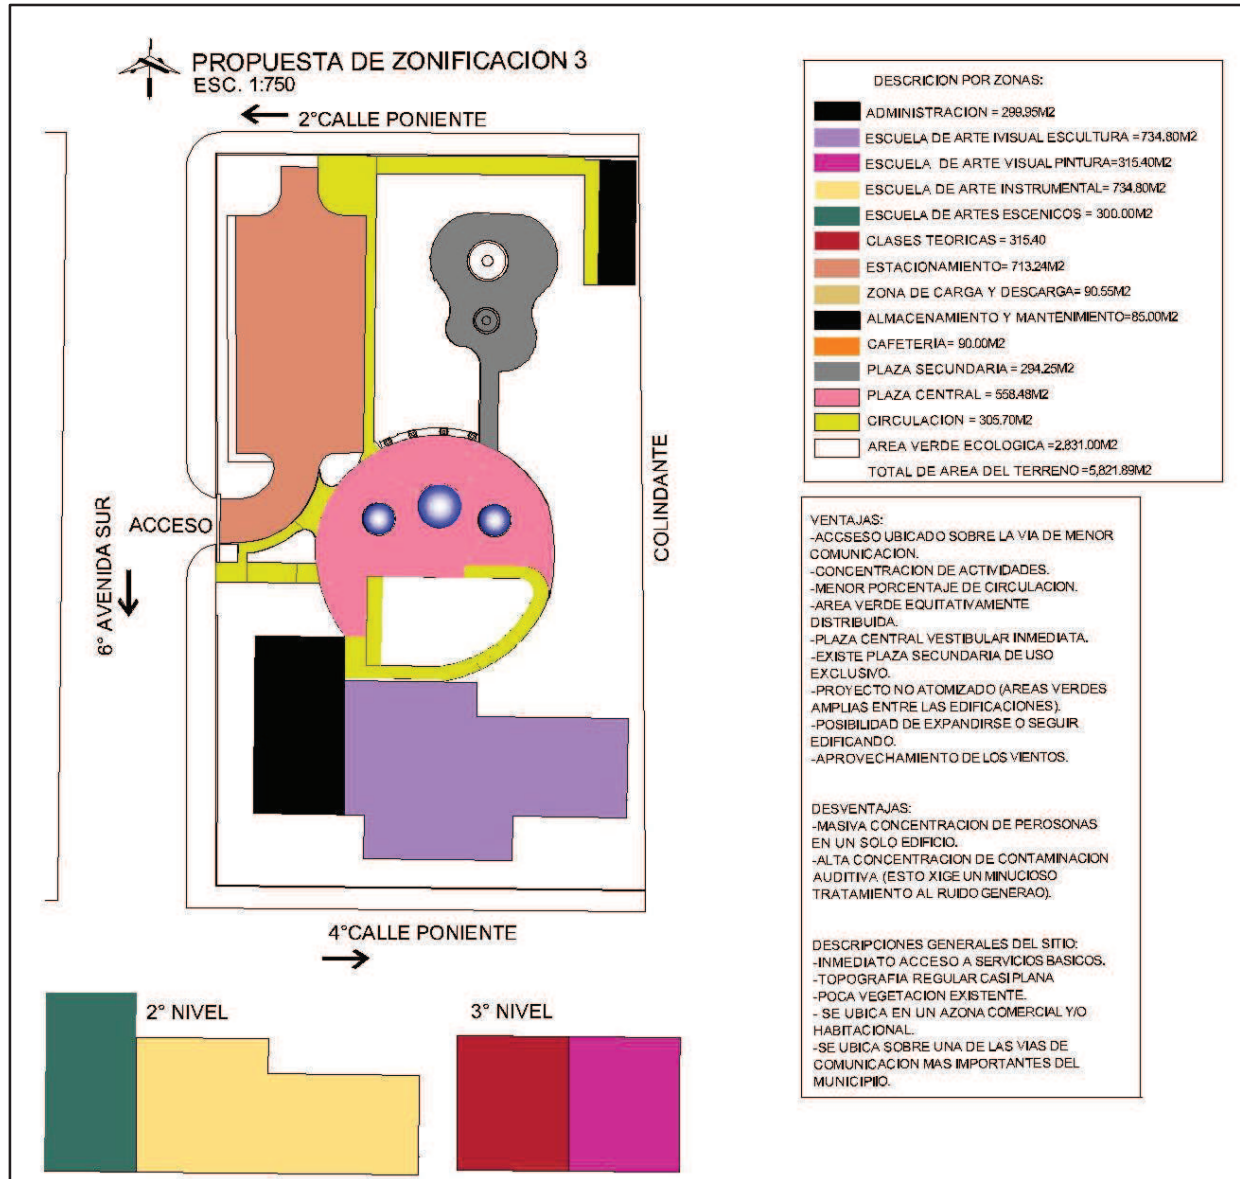 PROPUESTA DE ZONIFICACION 3
ESC. 1:750
2°CALLE PONIENTE
ACCESO
6° AVENIDA SUR
COLINDANTE
4°CALLE PONIENTE
2° NIVEL
3° NIVEL
DESCRICION POR ZONAS:
ADMINISTRACION = 299.95M2
ESCUELA DE ARTE IVISUAL ESCULTURA =734.80M2
ESCUELA DE ARTE VISUAL PINTURA=315.40M2
ESCUELA DE ARTE INSTRUMENTAL= 734.80M2
ESCUELA DE ARTES ESCENICOS = 300.00M2
CLASES TEORICAS = 315.40
ESTACIONAMIENTO= 713.24M2
ZONA DE CARGA Y DESCARGA= 90.55M2
ALMACENAMIENTO Y MANTENIMIENTO=85.00M2
CAFETERIA= 90.00M2
PLAZA SECUNDARIA = 294.25M2
PLAZA CENTRAL = 558.48M2
CIRCULACION = 305.70M2
AREA VERDE ECOLOGICA =2,831.00M2
TOTAL DE AREA DEL TERRENO =5,821.89M2
VENTAJAS:
-ACCSESO UBICADO SOBRE LA VIA DE MENOR
COMUNICACION.
-CONCENTRACION DE ACTIVIDADES.
-MENOR PORCENTAJE DE CIRCULACION.
-AREA VERDE EQUITATIVAMENTE
DISTRIBUIDA.
-PLAZA CENTRAL VESTIBULAR INMEDIATA.
-EXISTE PLAZA SECUNDARIA DE USO
EXCLUSIVO.
-PROYECTO NO ATOMIZADO (AREAS VERDES
AMPLIAS ENTRE LAS EDIFICACIONES).
-POSIBILIDAD DE EXPANDIRSE O SEGUIR
EDIFICANDO.
-APROVECHAMIENTO DE LOS VIENTOS.
DESVENTAJAS:
-MASIVA CONCENTRACION DE PEROSONAS
EN UN SOLO EDIFICIO.
-ALTA CONCENTRACION DE CONTAMINACION
AUDITIVA (ESTO XIGE UN MINUCIOSO
TRATAMIENTO AL RUIDO GENERAO).
DESCRIPCIONES GENERALES DEL SITIO:
-INMEDIATO ACCESO A SERVICIOS BASICOS.
-TOPOGRAFIA REGULAR CASI PLANA
-POCA VEGETACION EXISTENTE.
- SE UBICA EN UN AZONA COMERCIAL Y/O
HABITACIONAL.
-SE UBICA SOBRE UNA DE LAS VIAS DE
COMUNICACION MAS IMPORTANTES DEL
MUNICIPIIO.